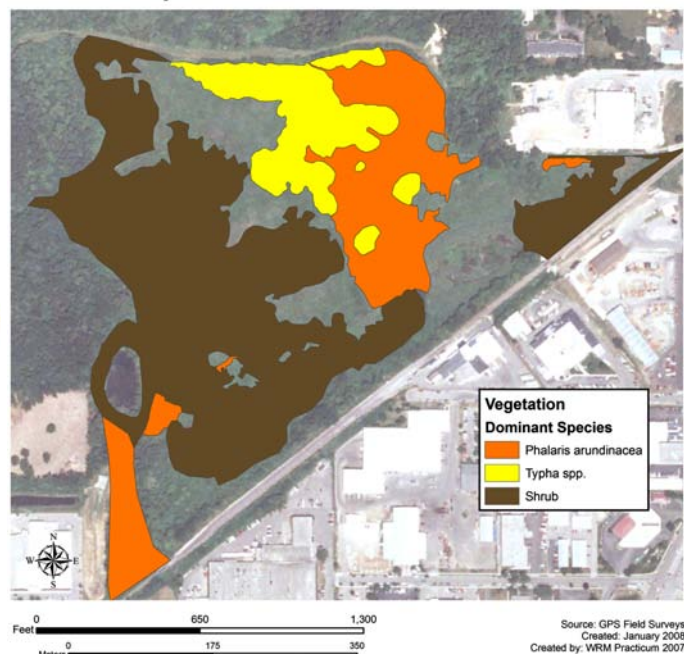 Vegetation
Dominant Species
Phalaris arundinacea
Typha spp.
Shrub
N
W E
S
0 650 1,300
Feet
0 175 350
Meters
Source: GPS Field Surveys
Created: January 2008
Created by: WRM Practicum 2007